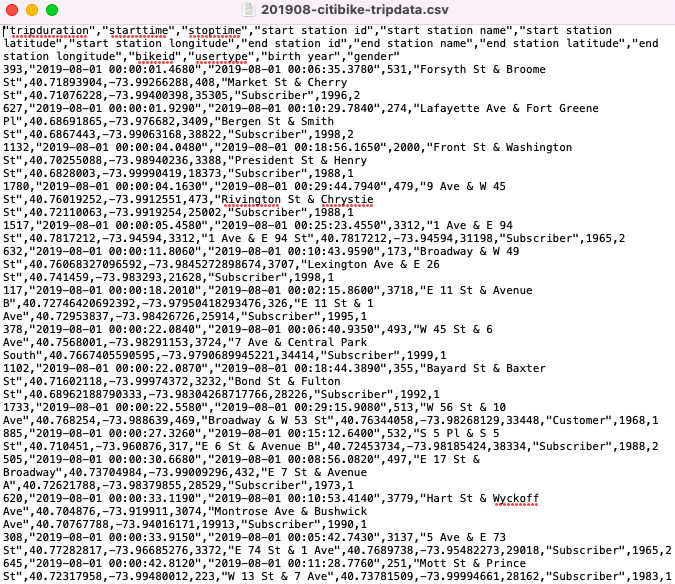 201908-citibike-tripdata.csv
"tripduration","starttime","stoptime","start station id","start station name","start station
latitude","start station longitude","end station id","end station name","end station latitude","end
station longitude","bikeid","usertype","birth year","gender"
393,"2019-08-01 00:00:01.4680","2019-08-01 00:06:35.3780",531,"Forsyth St & Broome
St",40.71893904,-73.99266288,408,"Market St & Cherry
St",40.71076228,-73.99400398,35305,"Subscriber",1996,2
627,"2019-08-01 00:00:01.9290","2019-08-01 00:10:29.7840",274,"Lafayette Ave & Fort Greene
Pl",40.68691865,-73.976682,3409,"Bergen St & Smith
St",40.6867443,-73.99063168,38822,"Subscriber",1998,2
1132,"2019-08-01 00:00:04.0480","2019-08-01 00:18:56.1650",2000,"Front St & Washington
St",40.70255088,-73.98940236,3388,"President St & Henry
St",40.6828003,-73.99990419,18373,"Subscriber",1988,1
1780,"2019-08-01 00:00:04.1630","2019-08-01 00:29:44.7940",479,"9 Ave & W 45
St",40.76019252,-73.9912551,473,"Rivington St & Chrystie
St",40.72110063,-73.9919254,25002,"Subscriber",1988,1
1517,"2019-08-01 00:00:05.4580","2019-08-01 00:25:23.4550",3312,"1 Ave & E 94
St",40.7817212,-73.94594,3312,"1 Ave & E 94 St",40.7817212,-73.94594,31198,"Subscriber",1965,2
632,"2019-08-01 00:00:11.8060","2019-08-01 00:10:43.9590",173,"Broadway & W 49
St",40.76068327096592,-73.9845272898674,3707,"Lexington Ave & E 26
St",40.741459,-73.983293,21628,"Subscriber",1998,1
117,"2019-08-01 00:00:18.2010","2019-08-01 00:02:15.8600",3718,"E 11 St & Avenue
B",40.72746420692392,-73.97950418293476,326,"E 11 St & 1
Ave",40.72953837,-73.98426726,25914,"Subscriber",1995,1
378,"2019-08-01 00:00:22.0840","2019-08-01 00:06:40.9350",493,"W 45 St & 6
Ave",40.7568001,-73.98291153,3724,"7 Ave & Central Park
South",40.7667405590595,-73.9790689945221,34414,"Subscriber",1999,1
1102,"2019-08-01 00:00:22.0870","2019-08-01 00:18:44.3890",355,"Bayard St & Baxter
St",40.71602118,-73.99974372,3232,"Bond St & Fulton
St",40.68962188790333,-73.98304268717766,28226,"Subscriber",1992,1
1733,"2019-08-01 00:00:22.5580","2019-08-01 00:29:15.9080",513,"W 56 St & 10
Ave",40.768254,-73.988639,469,"Broadway & W 53 St",40.76344058,-73.98268129,33448,"Customer",1968,1
885,"2019-08-01 00:00:27.3260","2019-08-01 00:15:12.6400",532,"S 5 Pl & S 5
St",40.710451,-73.960876,317,"E 6 St & Avenue B",40.72453734,-73.98185424,38334,"Subscriber",1988,2
505,"2019-08-01 00:00:30.6680","2019-08-01 00:08:56.0820",497,"E 17 St &
Broadway",40.73704984,-73.99009296,432,"E 7 St & Avenue
A",40.72621788,-73.98379855,28529,"Subscriber",1973,1
620,"2019-08-01 00:00:33.1190","2019-08-01 00:10:53.4140",3779,"Hart St & Wyckoff
Ave",40.704876,-73.919911,3074,"Montrose Ave & Bushwick
Ave",40.70767788,-73.94016171,19913,"Subscriber",1990,1
308,"2019-08-01 00:00:33.9150","2019-08-01 00:05:42.7430",3137,"5 Ave & E 73
St",40.77282817,-73.96685276,3372,"E 74 St & 1 Ave",40.7689738,-73.95482273,29018,"Subscriber",1965,2
645,"2019-08-01 00:00:42.8120","2019-08-01 00:11:28.7760",251,"Mott St & Prince
St",40.72317958,-73.99480012,223,"W 13 St & 7 Ave",40.73781509,-73.99994661,28162,"Subscriber",1983,1